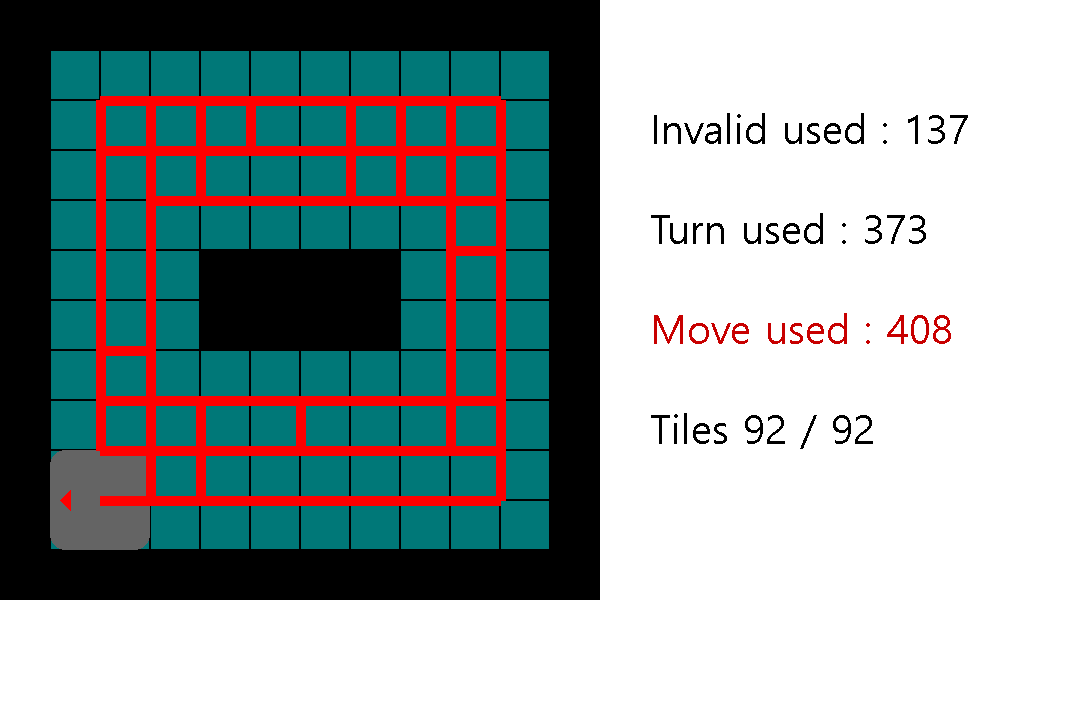 Invalid used : 137
Turn used : 373
Move used : 408
Tiles 92 / 92